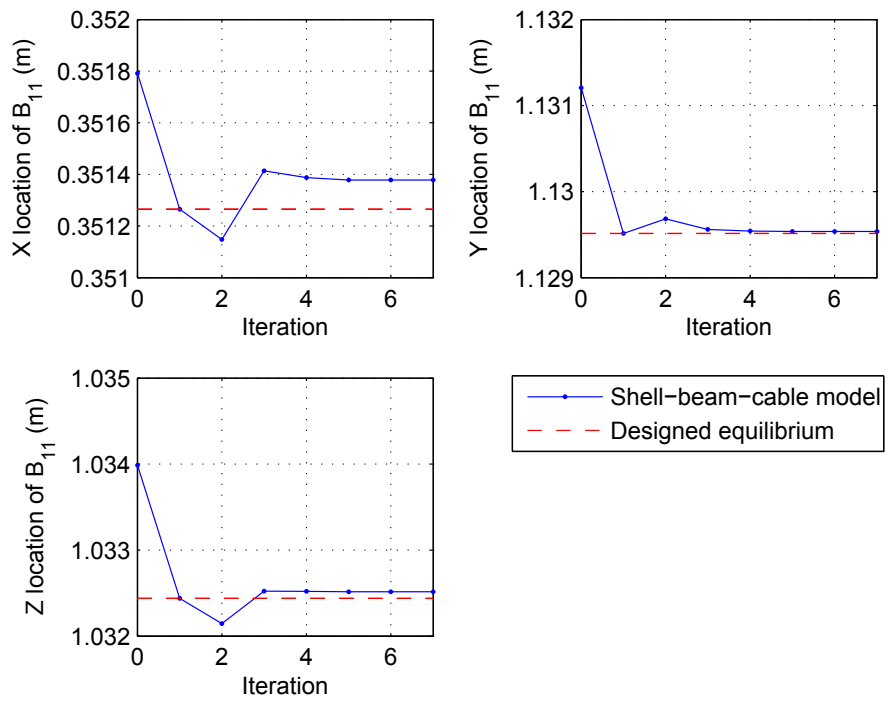 0.352
0.3518
0.3516
0.3514
0.3512
0.351
0 2 4 6
Iteration
X location of B11 (m)
1.132
1.131
1.13
1.129
0 2 4 6
Iteration
Y location of B11 (m)
1.035
1.034
1.033
1.032
0 2 4 6
Iteration
Z location of B11 (m)
Shell−beam−cable model
Designed equilibrium